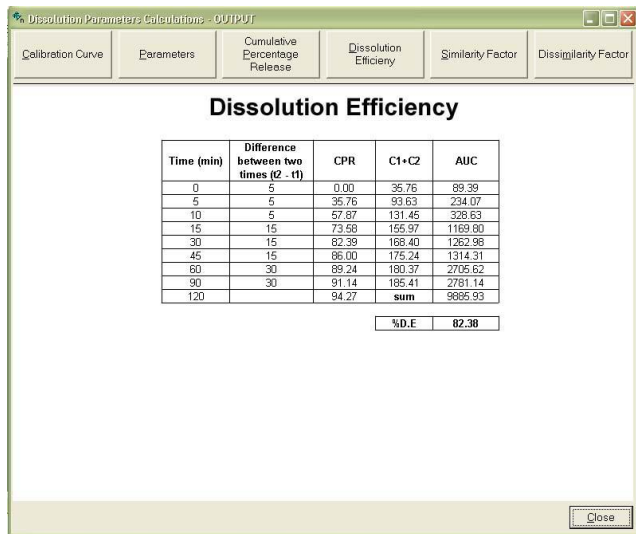 Dissolution Parameters Calculations - OUTPUT
Calibration Curve Parameters Cumulative Percentage Release Dissolution Efficieny Similarity Factor Dissimilarity Factor
Dissolution Efficiency
Time (min) Difference between two times (t2 - t1) CPR C1+C2 AUC
0 5 0.00 35.76 89.39
5 5 35.76 93.63 234.07
10 5 57.87 131.45 328.63
15 15 73.58 155.97 1169.80
30 15 82.39 168.40 1262.98
45 15 86.00 175.24 1314.31
60 30 89.24 180.37 2705.62
90 30 91.14 185.41 2781.14
120 94.27 sum 9885.93
%D.E 82.38
Close